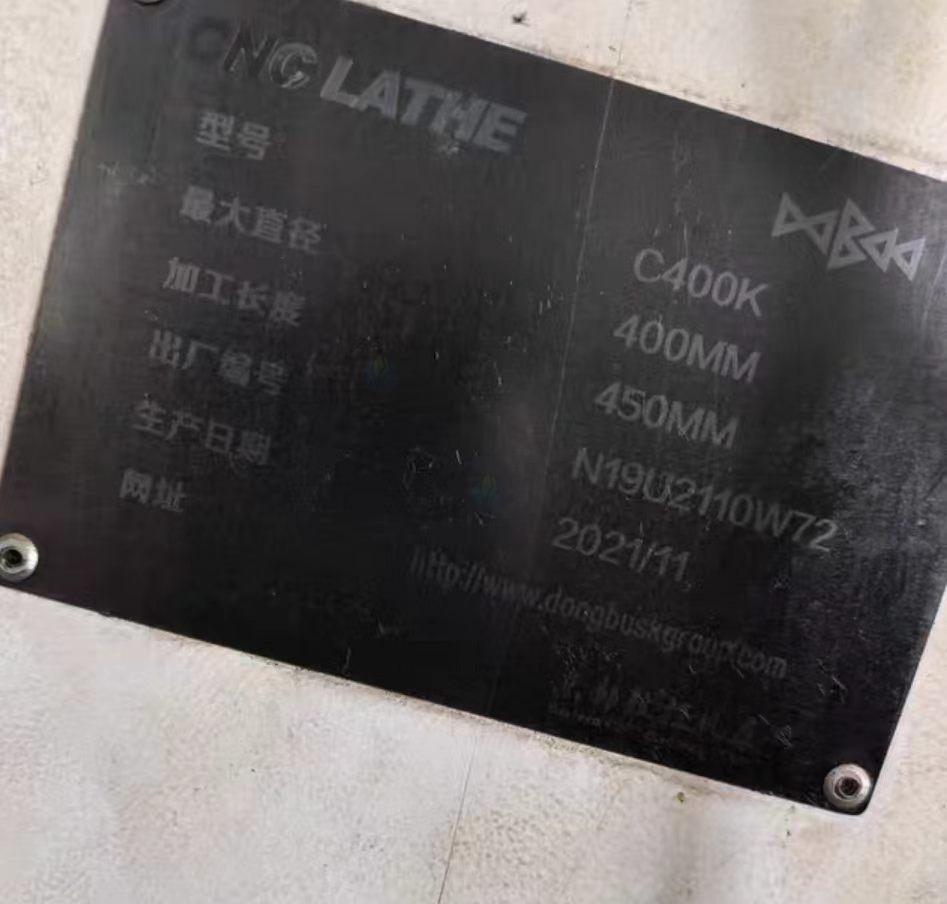 CNC LATHE
型号 C400K
最大直径 400MM
加工长度 450MM
出厂编号 N19U2110W72
生产日期 2021/11
网址 http://www.dongbuskgroup.com